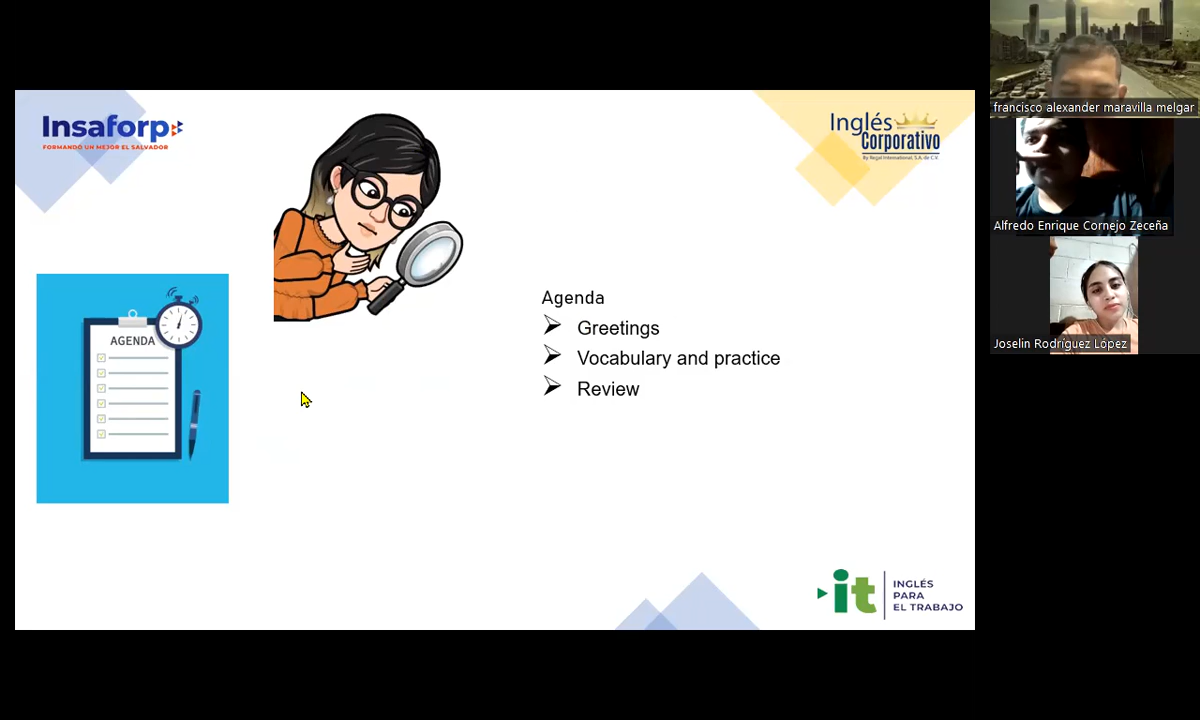 Insaforp
FORMANDO UN MEJOR EL SALVADOR
Inglés
Corporativo
By Regal International, S.A. de C.V.
AGENDA
Agenda
Greetings
Vocabulary and practice
Review
it
INGLÉS
PARA
EL TRABAJO
francisco alexander maravilla melgar
Alfredo Enrique Cornejo Zeceña
Joselin Rodríguez López